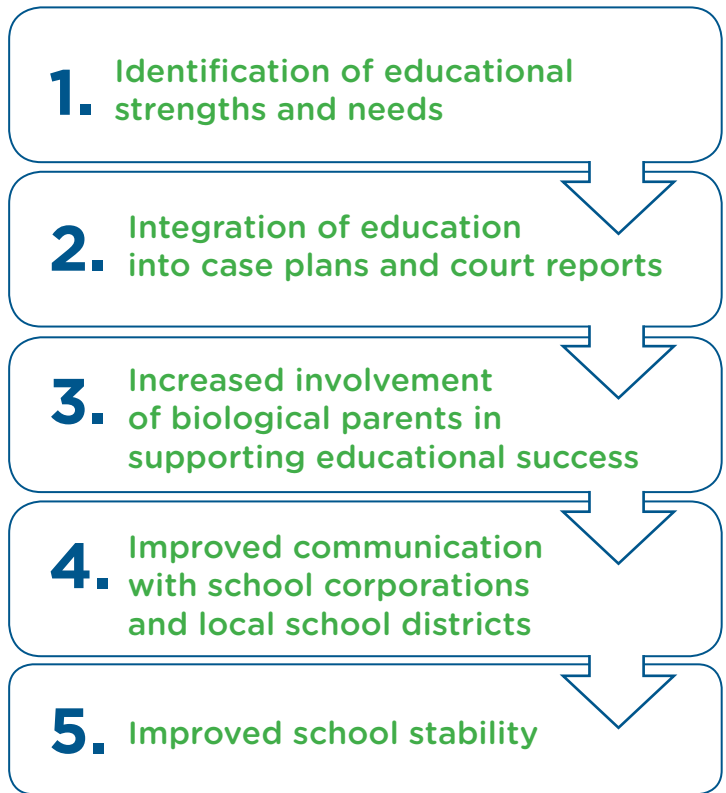 1. Identification of educational
strengths and needs
2. Integration of education
into case plans and court reports
3. Increased involvement
of biological parents in
supporting educational success
4. Improved communication
with school corporations
and local school districts
5. Improved school stability